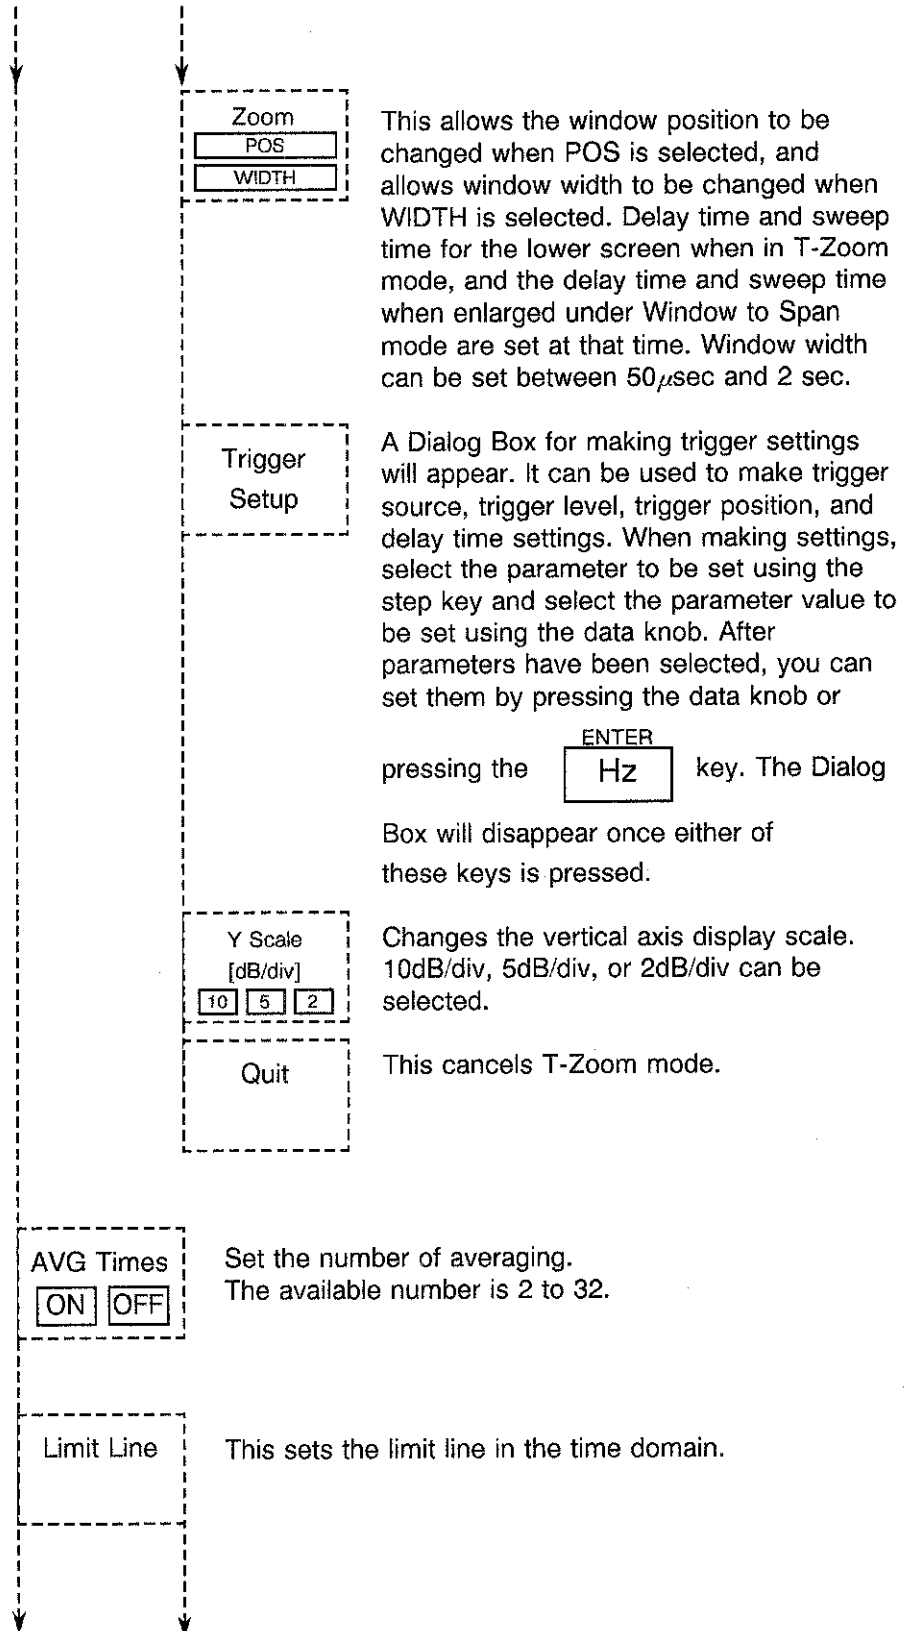 Zoom
POS
WIDTH
This allows the window position to be
changed when POS is selected, and
allows window width to be changed when
WIDTH is selected. Delay time and sweep
time for the lower screen when in T-Zoom
mode, and the delay time and sweep time
when enlarged under Window to Span
mode are set at that time. Window width
can be set between 50μsec and 2 sec.
Trigger
Setup
A Dialog Box for making trigger settings
will appear. It can be used to make trigger
source, trigger level, trigger position, and
delay time settings. When making settings,
select the parameter to be set using the
step key and select the parameter value to
be set using the data knob. After
parameters have been selected, you can
set them by pressing the data knob or
ENTER
pressing the Hz key. The Dialog
Box will disappear once either of
these keys is pressed.
Y Scale
[dB/div]
10 5 2
Changes the vertical axis display scale.
10dB/div, 5dB/div, or 2dB/div can be
selected.
Quit
This cancels T-Zoom mode.
AVG Times
ON OFF
Set the number of averaging.
The available number is 2 to 32.
Limit Line
This sets the limit line in the time domain.